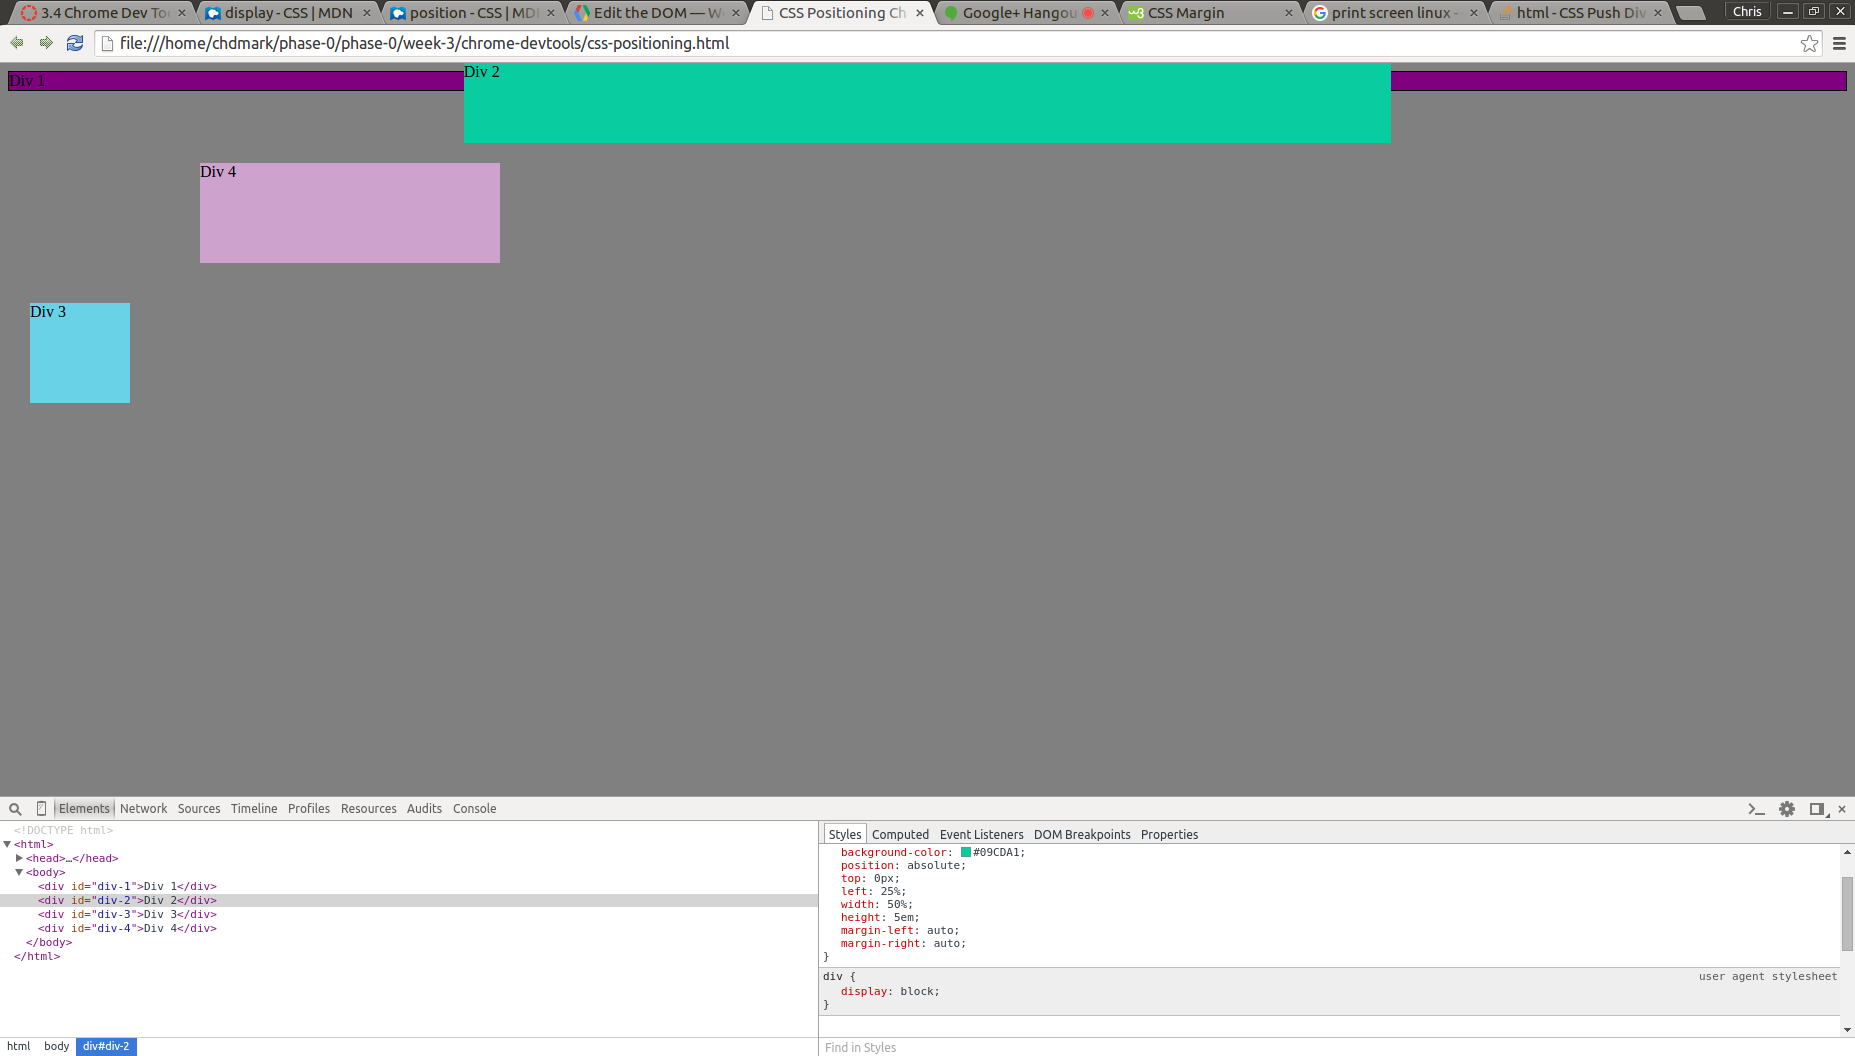 3.4 Chrome Dev To
display - CSS | MDN
position - CSS | MD
Edit the DOM — W
CSS Positioning Ch
Google+ Hangou
CSS Margin
print screen linux -
html - CSS Push Div
Chris
file:///home/chdmark/phase-0/phase-0/week-3/chrome-devtools/css-positioning.html
Div 1
Div 2
Div 4
Div 3
Elements Network Sources Timeline Profiles Resources Audits Console
<!DOCTYPE html>
<html>
<head>…</head>
<body>
<div id="div-1">Div 1</div>
<div id="div-2">Div 2</div>
<div id="div-3">Div 3</div>
<div id="div-4">Div 4</div>
</body>
</html>
html body div#div-2
Styles Computed Event Listeners DOM Breakpoints Properties
background-color: #09CDA1;
position: absolute;
top: 0px;
left: 25%;
width: 50%;
height: 5em;
margin-left: auto;
margin-right: auto;
}
div { user agent stylesheet
display: block;
}
Find in Styles